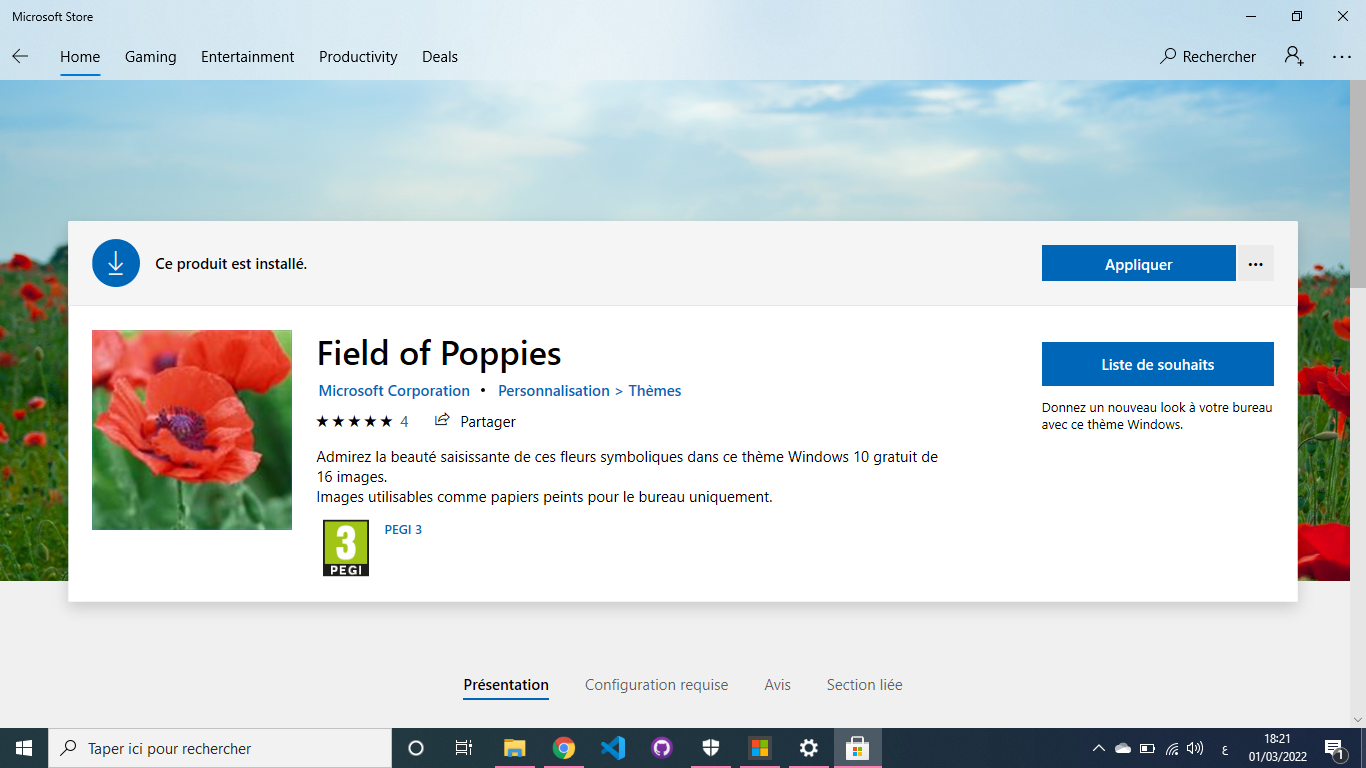 Microsoft Store
Home Gaming Entertainment Productivity Deals Rechercher
Ce produit est installé.
Appliquer
Field of Poppies
Microsoft Corporation • Personnalisation > Thèmes
★★★★★ 4 Partager
Liste de souhaits
Donnez un nouveau look à votre bureau
avec ce thème Windows.
Admirez la beauté saisissante de ces fleurs symboliques dans ce thème Windows 10 gratuit de
16 images.
Images utilisables comme papiers peints pour le bureau uniquement.
3
PEGI
PEGI 3
Présentation Configuration requise Avis Section liée
Taper ici pour rechercher
ع
18:21
01/03/2022
1